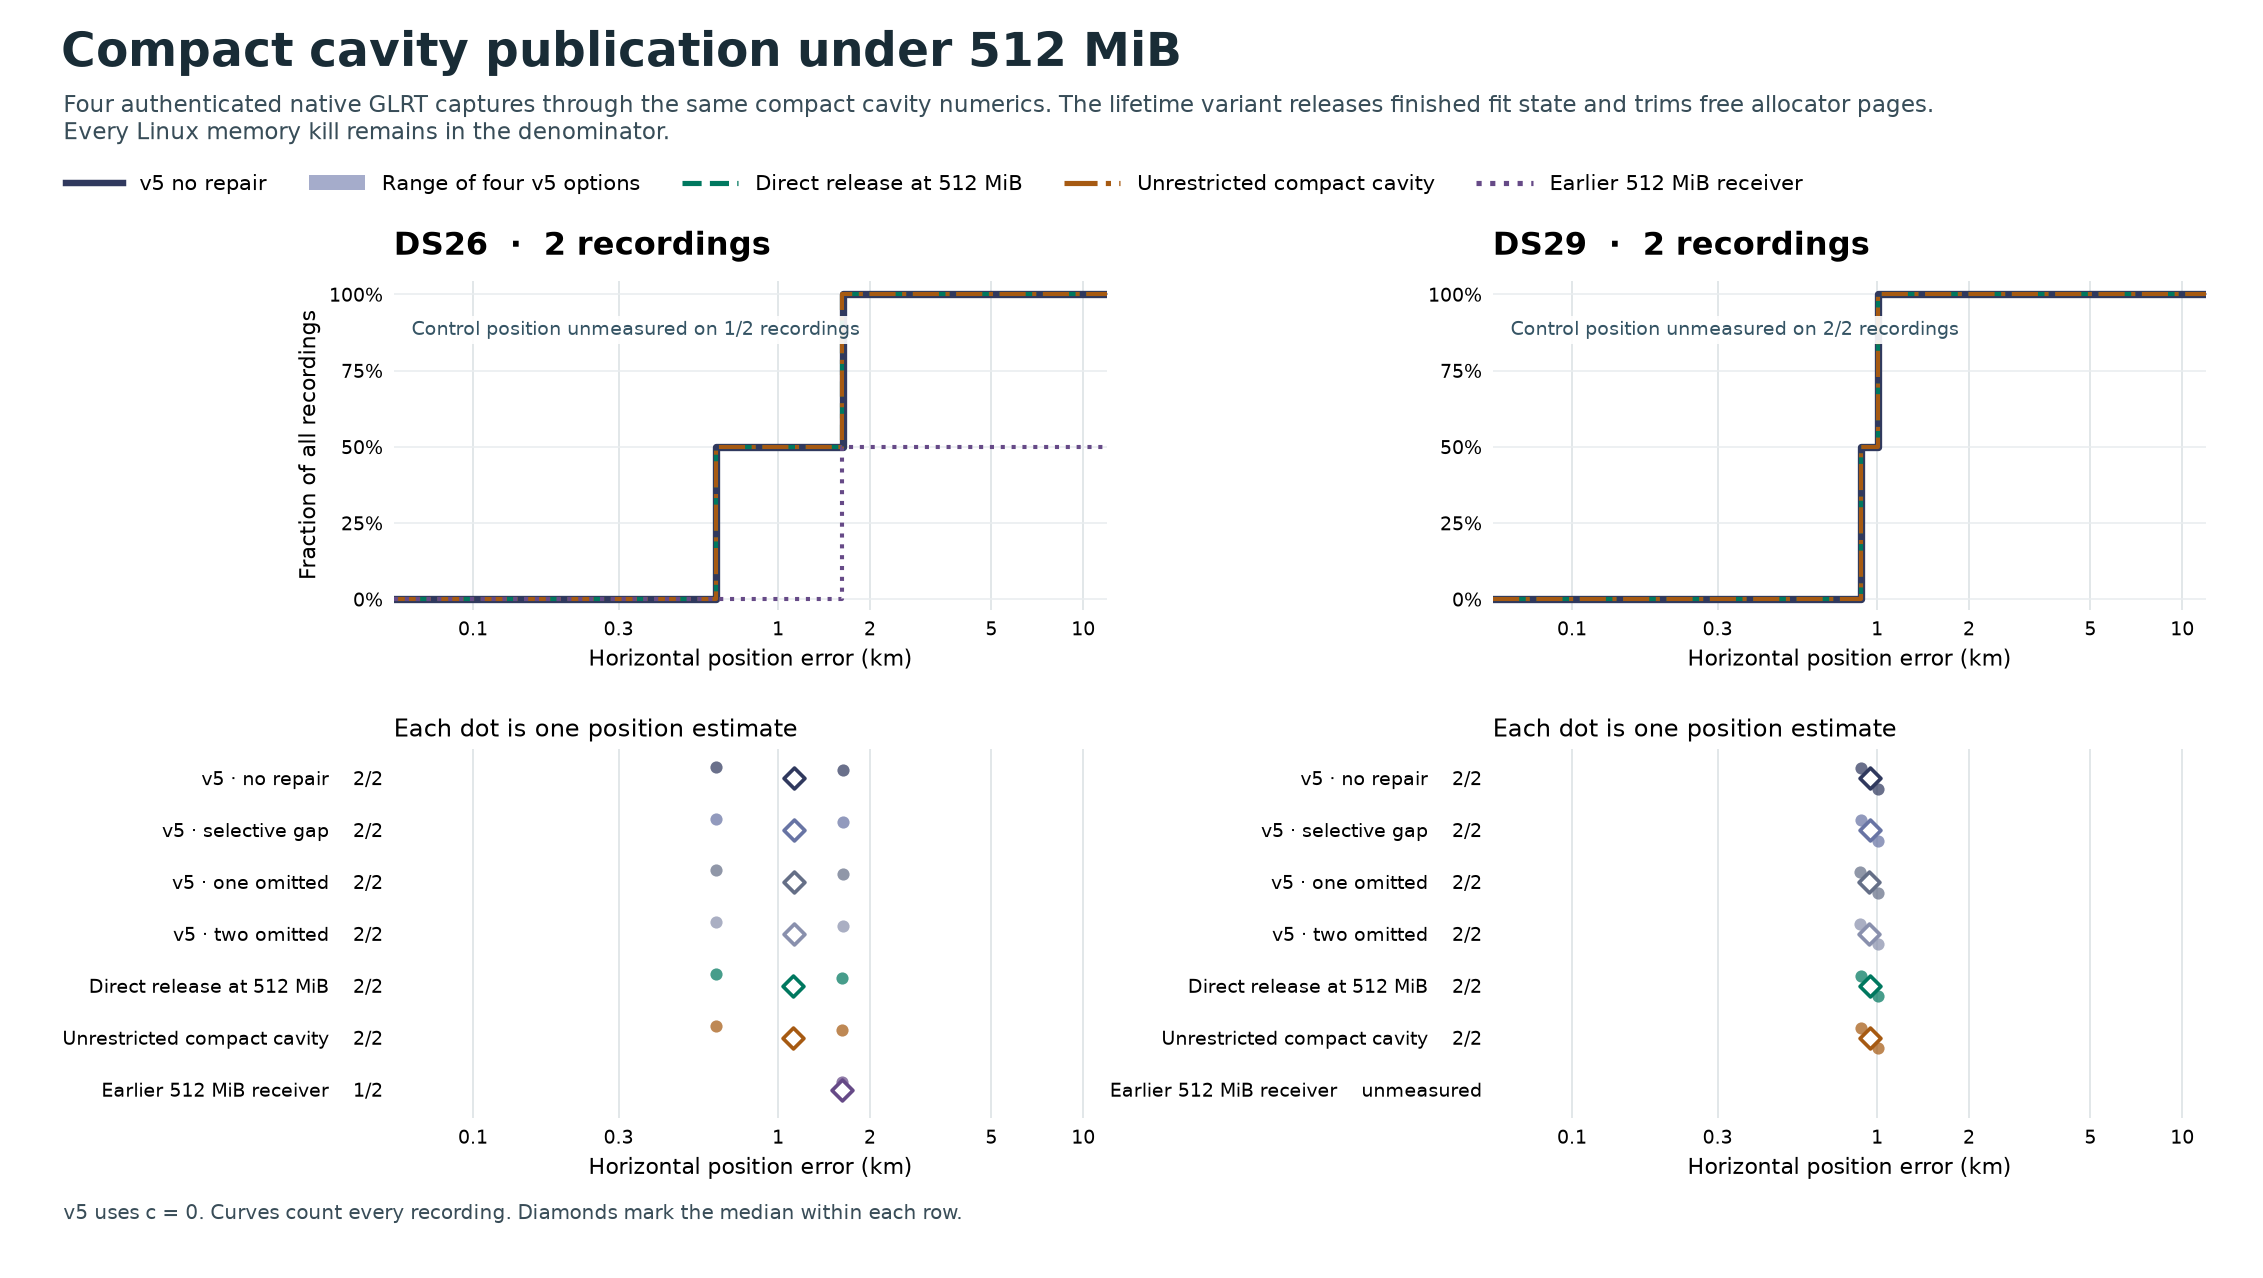 Compact cavity publication under 512 MiB
Four authenticated native GLRT captures through the same compact cavity numerics. The lifetime variant releases finished fit state and trims free allocator pages.
Every Linux memory kill remains in the denominator.
v5 no repair
Range of four v5 options
Direct release at 512 MiB
Unrestricted compact cavity
Earlier 512 MiB receiver
DS26 · 2 recordings
Fraction of all recordings
100%
75%
50%
25%
0%
Control position unmeasured on 1/2 recordings
0.1 0.3 1 2 5 10
Horizontal position error (km)
DS29 · 2 recordings
100%
75%
50%
25%
0%
Control position unmeasured on 2/2 recordings
0.1 0.3 1 2 5 10
Horizontal position error (km)
Each dot is one position estimate
v5 · no repair 2/2
v5 · selective gap 2/2
v5 · one omitted 2/2
v5 · two omitted 2/2
Direct release at 512 MiB 2/2
Unrestricted compact cavity 2/2
Earlier 512 MiB receiver 1/2
0.1 0.3 1 2 5 10
Horizontal position error (km)
Each dot is one position estimate
v5 · no repair 2/2
v5 · selective gap 2/2
v5 · one omitted 2/2
v5 · two omitted 2/2
Direct release at 512 MiB 2/2
Unrestricted compact cavity 2/2
Earlier 512 MiB receiver unmeasured
0.1 0.3 1 2 5 10
Horizontal position error (km)
v5 uses c = 0. Curves count every recording. Diamonds mark the median within each row.